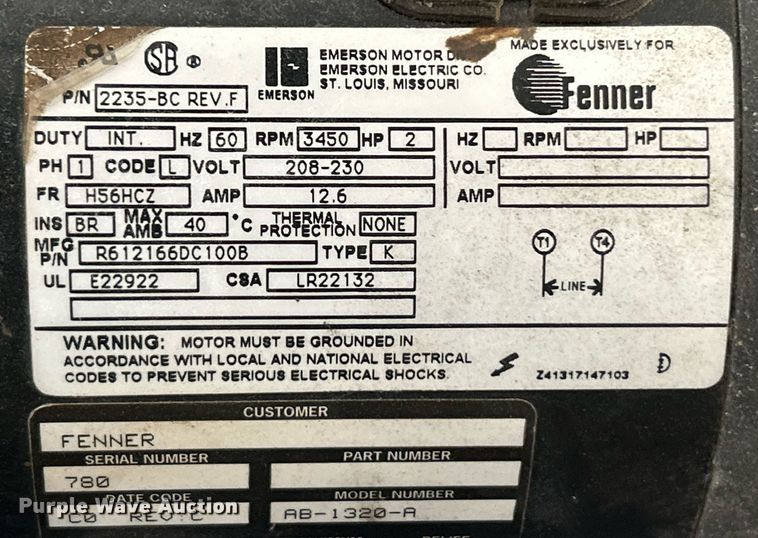 SA ®
EMERSON
EMERSON MOTOR
EMERSON ELECTRIC CO.
ST. LOUIS, MISSOURI
MADE EXCLUSIVELY FOR
Fenner
P/N 2235-BC REV.F
DUTY INT. HZ 60 RPM 3450 HP 2 HZ RPM HP
PH 1 CODE L VOLT 208-230 VOLT
FR H56HCZ AMP 12.6 AMP
INS BR MAX AMB 40 °C THERMAL PROTECTION NONE
MFG P/N R612166DC100B TYPE K
T1 T4
LINE
UL E22922 CSA LR22132
WARNING: MOTOR MUST BE GROUNDED IN
ACCORDANCE WITH LOCAL AND NATIONAL ELECTRICAL
CODES TO PREVENT SERIOUS ELECTRICAL SHOCKS.
Z41317147103
CUSTOMER
FENNER
SERIAL NUMBER PART NUMBER
780
DATE CODE MODEL NUMBER
REV:C AB-1320-A
Purple Wave Auction
RELIEF